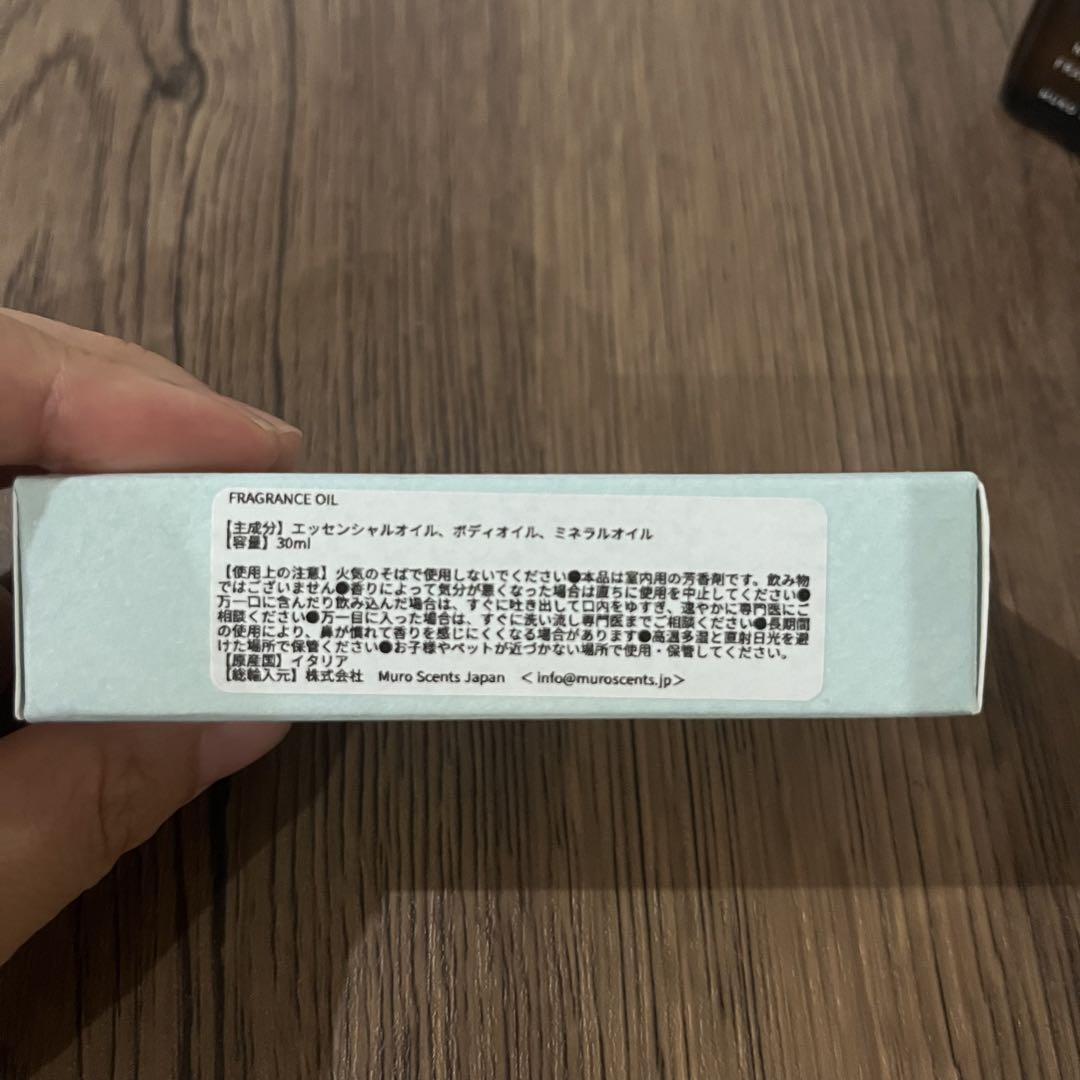 FRAGRANCE OIL
【主成分】エッセンシャルオイル、ボディオイル、ミネラルオイル
【容量】30ml
【使用上の注意】火気のそばで使用しないでください●本品は室内用の芳香剤です。飲み物
ではございません●香りによって気分が悪くなった場合は直ちに使用を中止してください●
万一口に含んだり飲み込んだ場合は、すぐに吐き出して口内をゆすぎ、速やかに専門医にご
相談ください●万一目に入った場合は、すぐに洗い流し専門医までご相談ください●長期間
の使用により、鼻が慣れて香りを感じにくくなる場合があります●高温多湿と直射日光を避
けた場所で保管ください●お子様やペットが近づかない場所で使用・保管してください。
【原産国】イタリア
【総輸入元】株式会社 Muro Scents Japan <info@muroscents.jp>